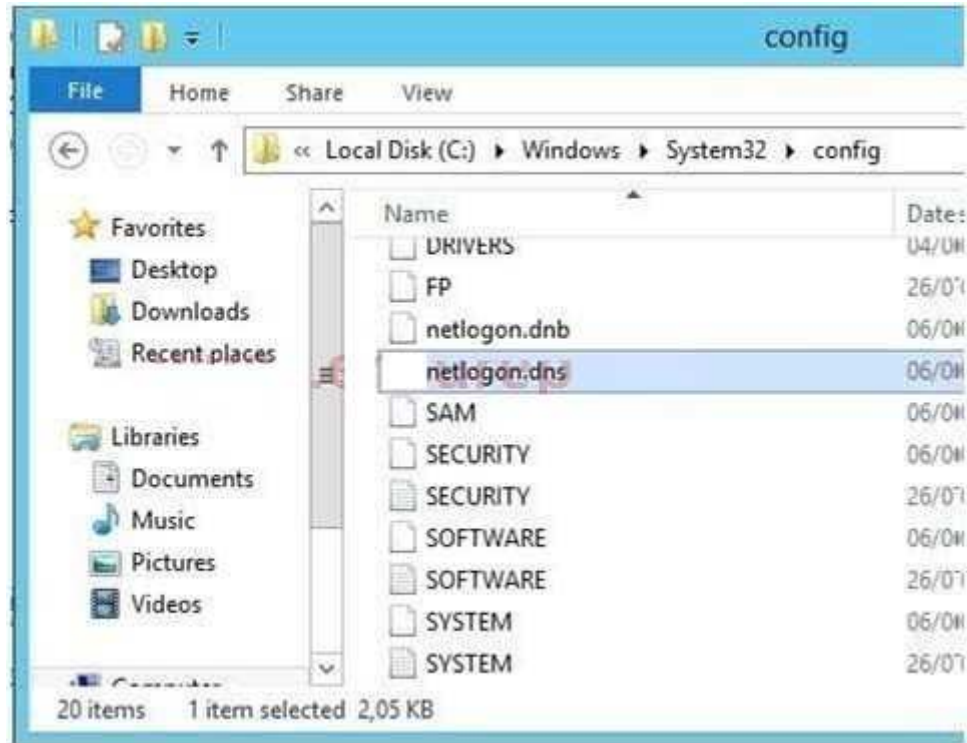 config
File Home Share View
« Local Disk (C:) Windows System32 config
Name
Favorites
DRIVERS
Desktop
FP
Downloads
netlogon.dnb
Recent places
netlogon.dns
SAM
Libraries
SECURITY
Documents
SECURITY
Music
SOFTWARE
Pictures
SOFTWARE
Videos
SYSTEM
SYSTEM
20 items 1 item selected 2,05 KB